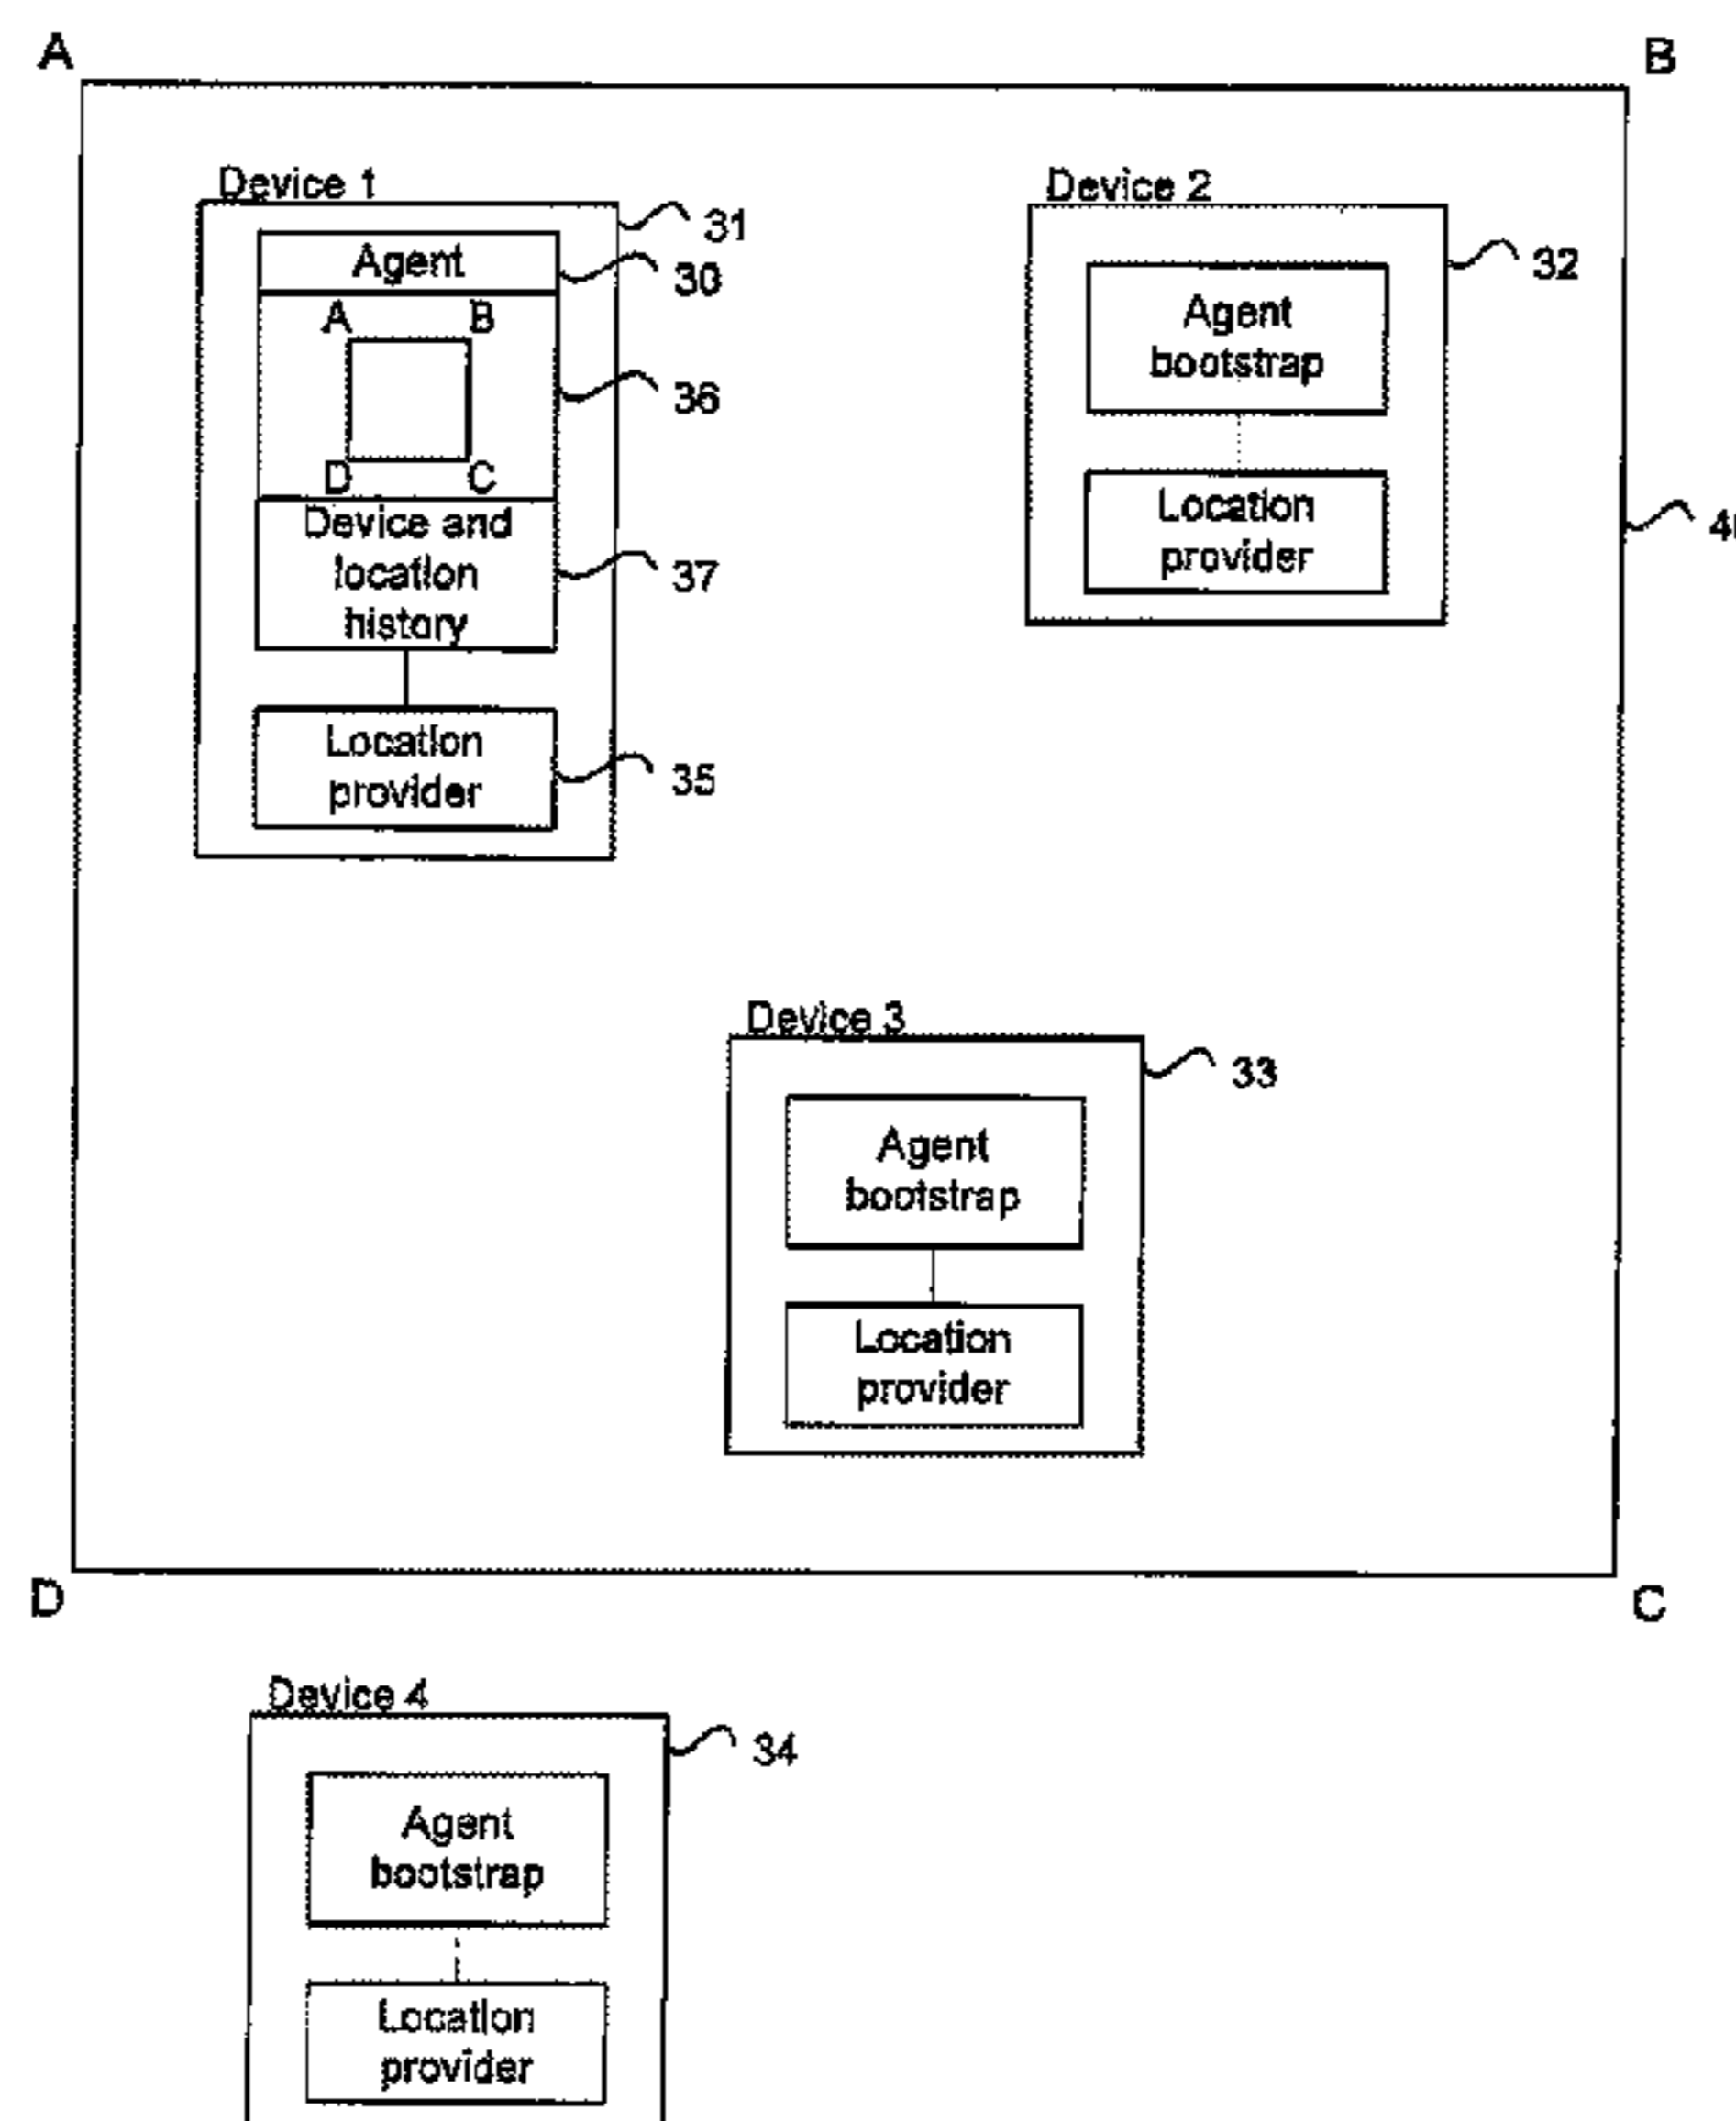 A
B
Device 1
31
Agent
30
A B
36
D C
Device and
location
history
37
Location
provider
35
Device 2
32
Agent
bootstrap
Location
provider
Device 3
33
Agent
bootstrap
Location
provider
D
C
Device 4
34
Agent
bootstrap
Location
provider